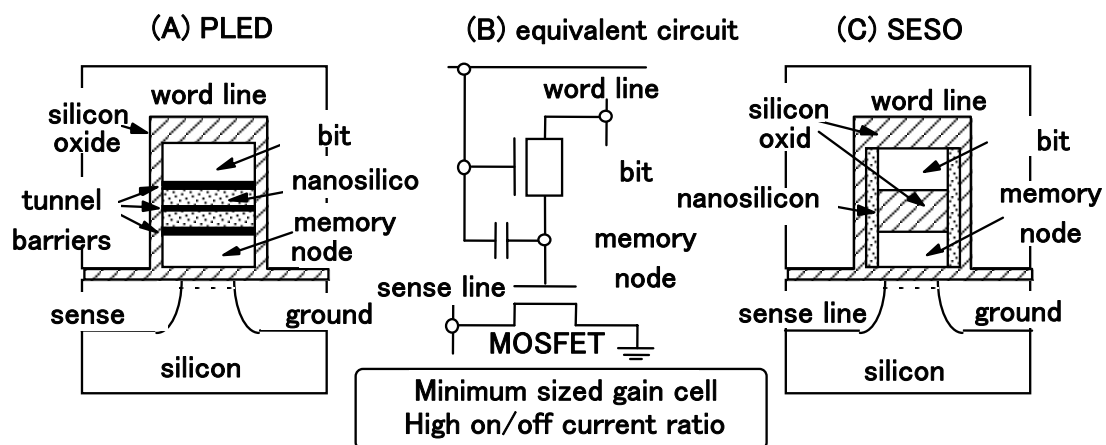 (A) PLED
word line
silicon
oxide
bit
tunnel
nanosilico
barriers
memory
node
sense
ground
silicon
(B) equivalent circuit
word line
bit
memory
node
sense line
MOSFET
Minimum sized gain cell
High on/off current ratio
(C) SESO
word line
silicon
oxid
bit
nanosilicon
memory
node
sense line
ground
silicon